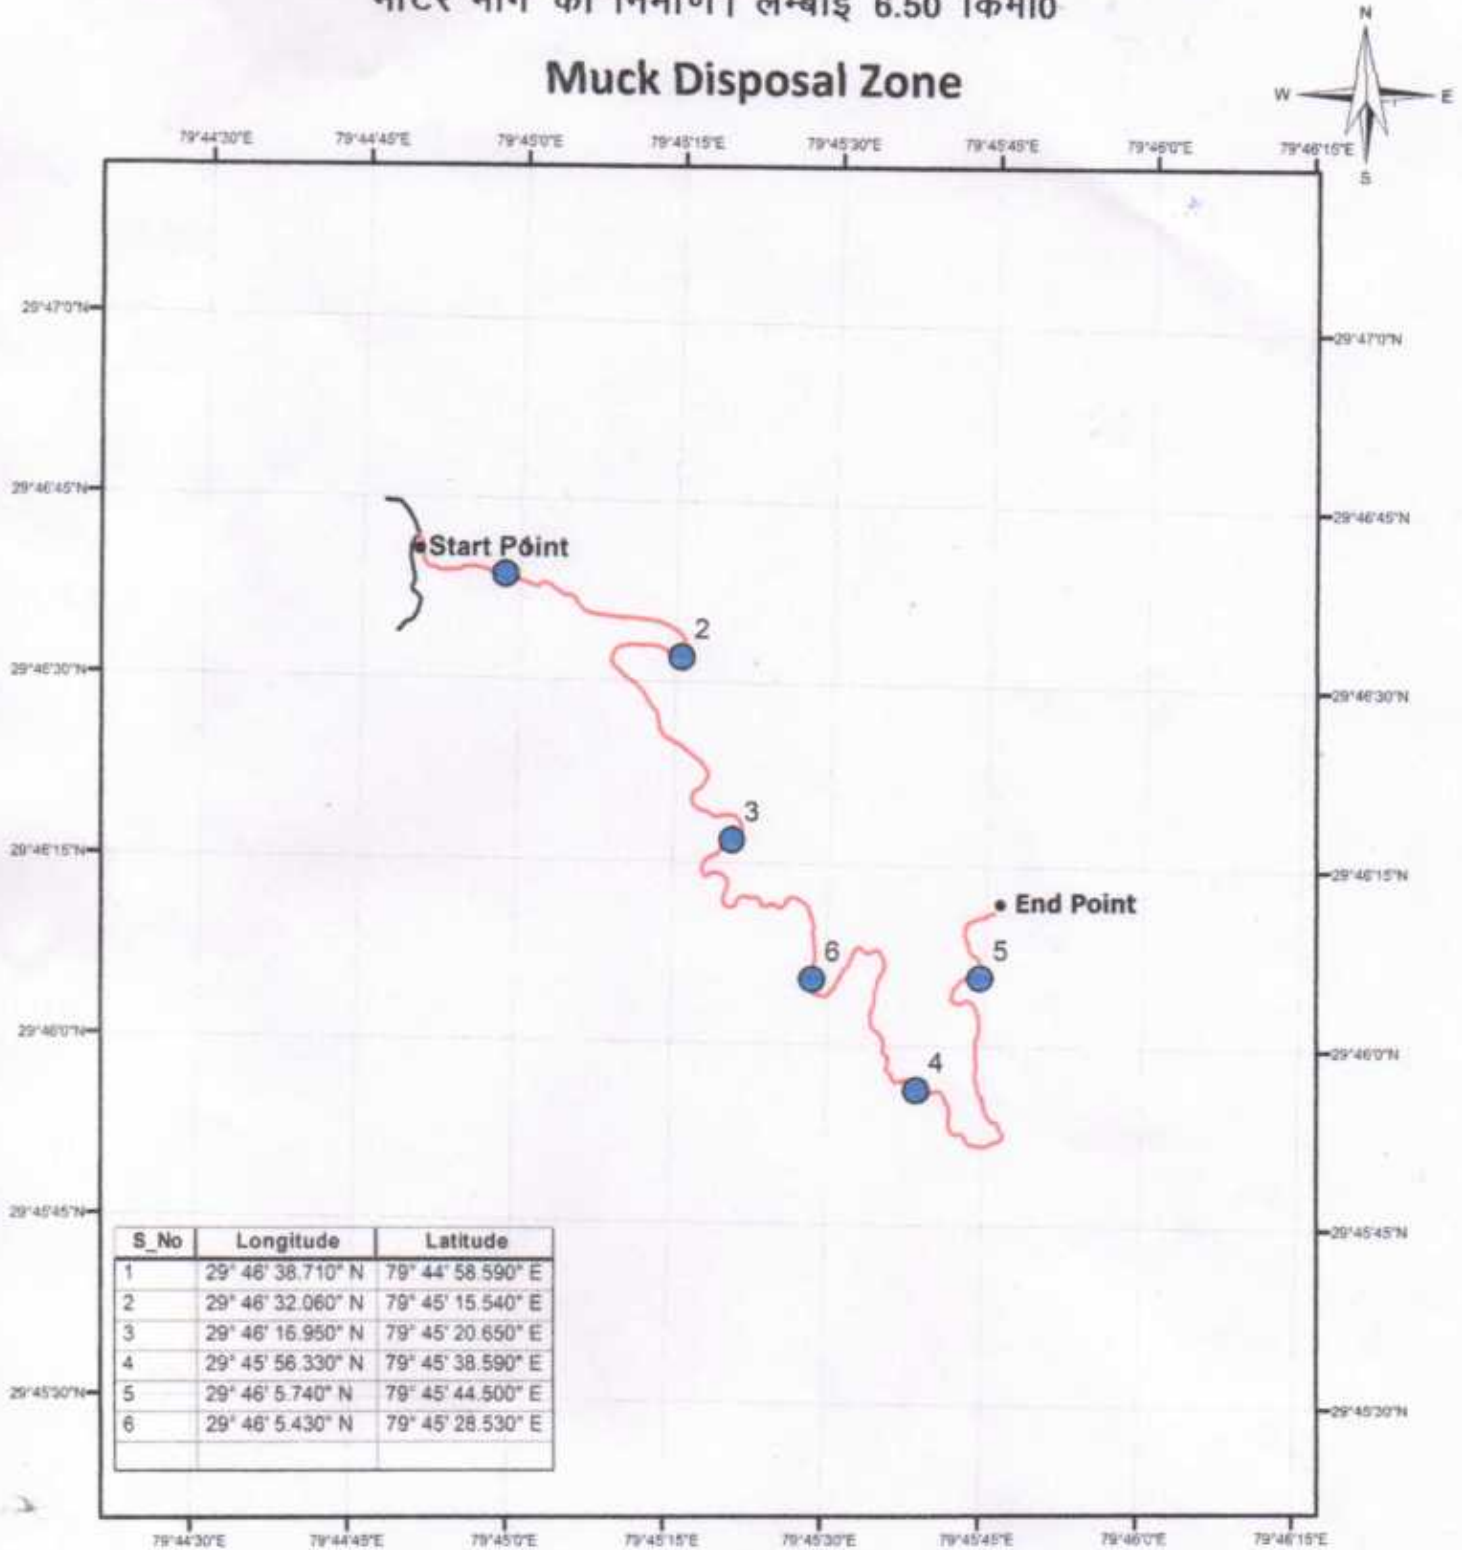 मोटर मार्ग का निर्माण। लम्बाई 6.50 किमी0
Muck Disposal Zone
N
W E
S
79°44'30"E 79°44'45"E 79°45'0"E 79°45'15"E 79°45'30"E 79°45'45"E 79°46'0"E 79°46'15"E
29°47'0"N 29°47'0"N
29°46'45"N 29°46'45"N
Start Point
1
2
29°46'30"N 29°46'30"N
3
29°46'15"N 29°46'15"N
End Point
6 5
29°46'0"N 29°46'0"N
4
29°45'45"N 29°45'45"N
S_No Longitude Latitude
1 29° 46' 38.710" N 79° 44' 58.590" E
2 29° 46' 32.060" N 79° 45' 15.540" E
3 29° 46' 16.950" N 79° 45' 20.650" E
4 29° 45' 56.330" N 79° 45' 38.590" E
5 29° 46' 5.740" N 79° 45' 44.500" E
6 29° 46' 5.430" N 79° 45' 28.530" E
29°45'30"N 29°45'30"N
79°44'30"E 79°44'45"E 79°45'0"E 79°45'15"E 79°45'30"E 79°45'45"E 79°46'0"E 79°46'15"E